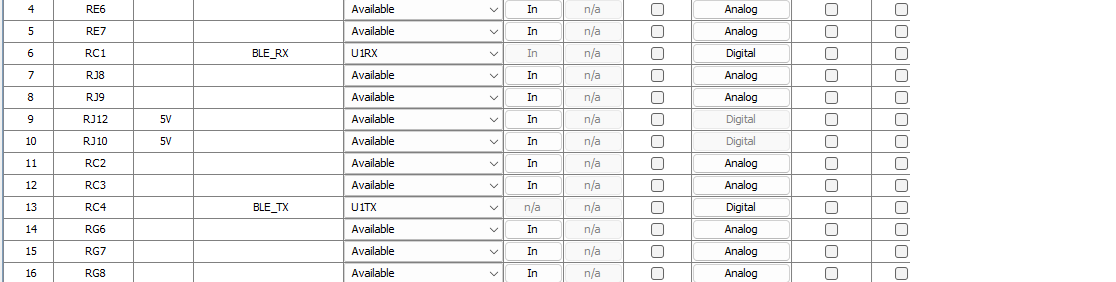 4 RE6 Available In n/a Analog
5 RE7 Available In n/a Analog
6 RC1 BLE_RX U1RX In n/a Digital
7 RJ8 Available In n/a Analog
8 RJ9 Available In n/a Analog
9 RJ12 5V Available In n/a Digital
10 RJ10 5V Available In n/a Digital
11 RC2 Available In n/a Analog
12 RC3 Available In n/a Analog
13 RC4 BLE_TX U1TX n/a n/a Digital
14 RG6 Available In n/a Analog
15 RG7 Available In n/a Analog
16 RG8 Available In n/a Analog